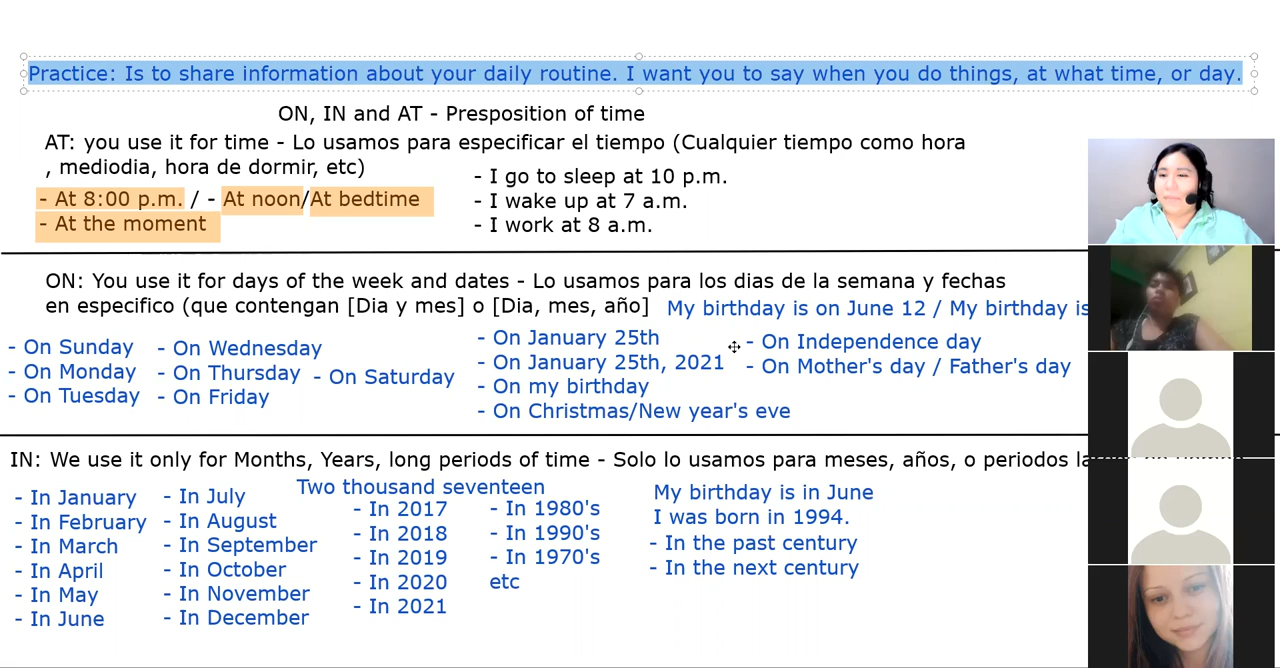 Practice: Is to share information about your daily routine. I want you to say when you do things, at what time, or day.
ON, IN and AT - Presposition of time
AT: you use it for time - Lo usamos para especificar el tiempo (Cualquier tiempo como hora
, mediodia, hora de dormir, etc)
- At 8:00 p.m. / - At noon/At bedtime
- At the moment
- I go to sleep at 10 p.m.
- I wake up at 7 a.m.
- I work at 8 a.m.
ON: You use it for days of the week and dates - Lo usamos para los dias de la semana y fechas
en especifico (que contengan [Dia y mes] o [Dia, mes, año]
My birthday is on June 12 / My birthday is
- On Sunday
- On Monday
- On Tuesday
- On Wednesday
- On Thursday
- On Friday
- On Saturday
- On January 25th
- On January 25th, 2021
- On my birthday
- On Christmas/New year's eve
- On Independence day
- On Mother's day / Father's day
IN: We use it only for Months, Years, long periods of time - Solo lo usamos para meses, años, o periodos
- In January
- In February
- In March
- In April
- In May
- In June
- In July
- In August
- In September
- In October
- In November
- In December
Two thousand seventeen
- In 2017
- In 2018
- In 2019
- In 2020
- In 2021
- In 1980's
- In 1990's
- In 1970's
etc
My birthday is in June
I was born in 1994.
- In the past century
- In the next century